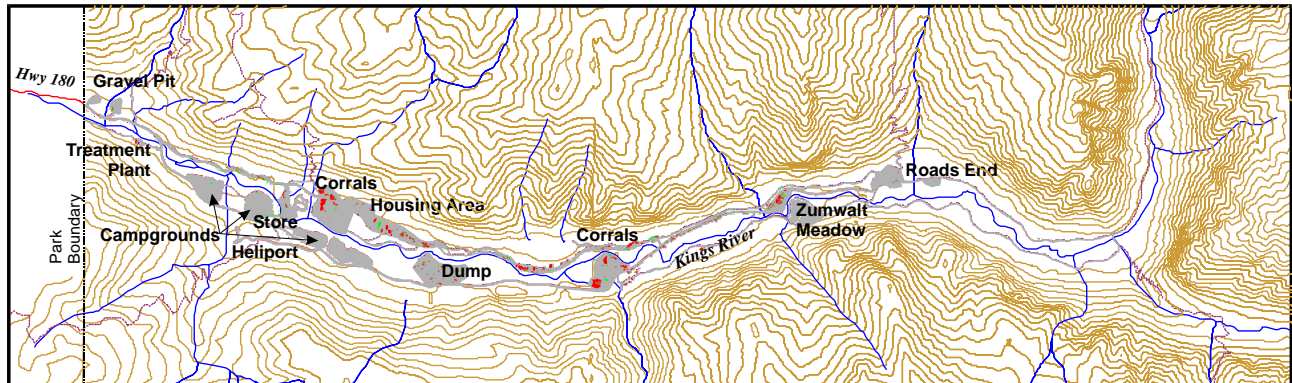 Hwy 180
Gravel Pit
Treatment
Plant
Park
Boundary
Campgrounds
Store
Heliport
Corrals
Housing Area
Dump
Corrals
Kings River
Zumwalt
Meadow
Roads End